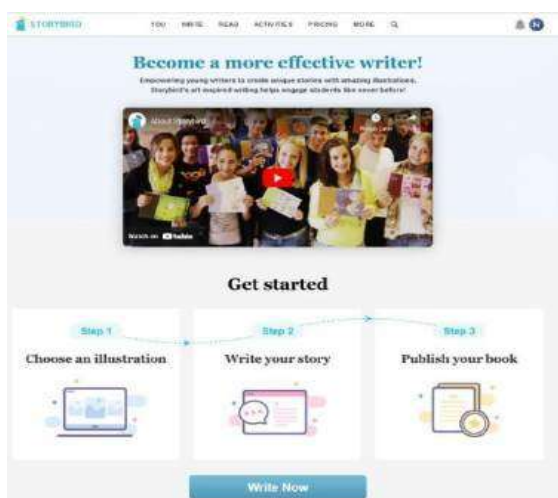 STORYBIRD
YOU WRITE READ ACTIVITIES PRICING MORE
Become a more effective writer!
Empowering young writers to create unique stories with amazing illustrations.
Storybird's art inspired writing helps engage students like never before!
About Storybird
Watch on YouTube
Get started
Step 1
Step 2
Step 3
Choose an illustration
Write your story
Publish your book
Write Now